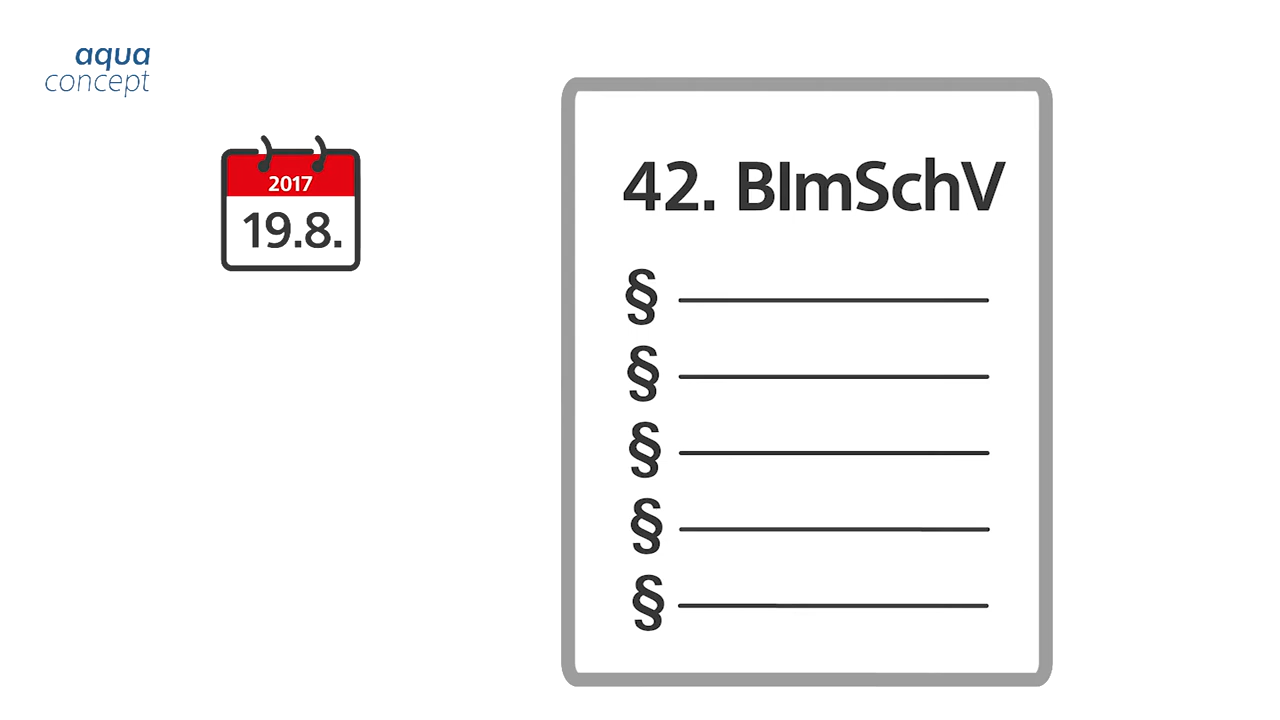 aqua
concept
2017
19.8.
42. BImSchV
§
§
§
§
§